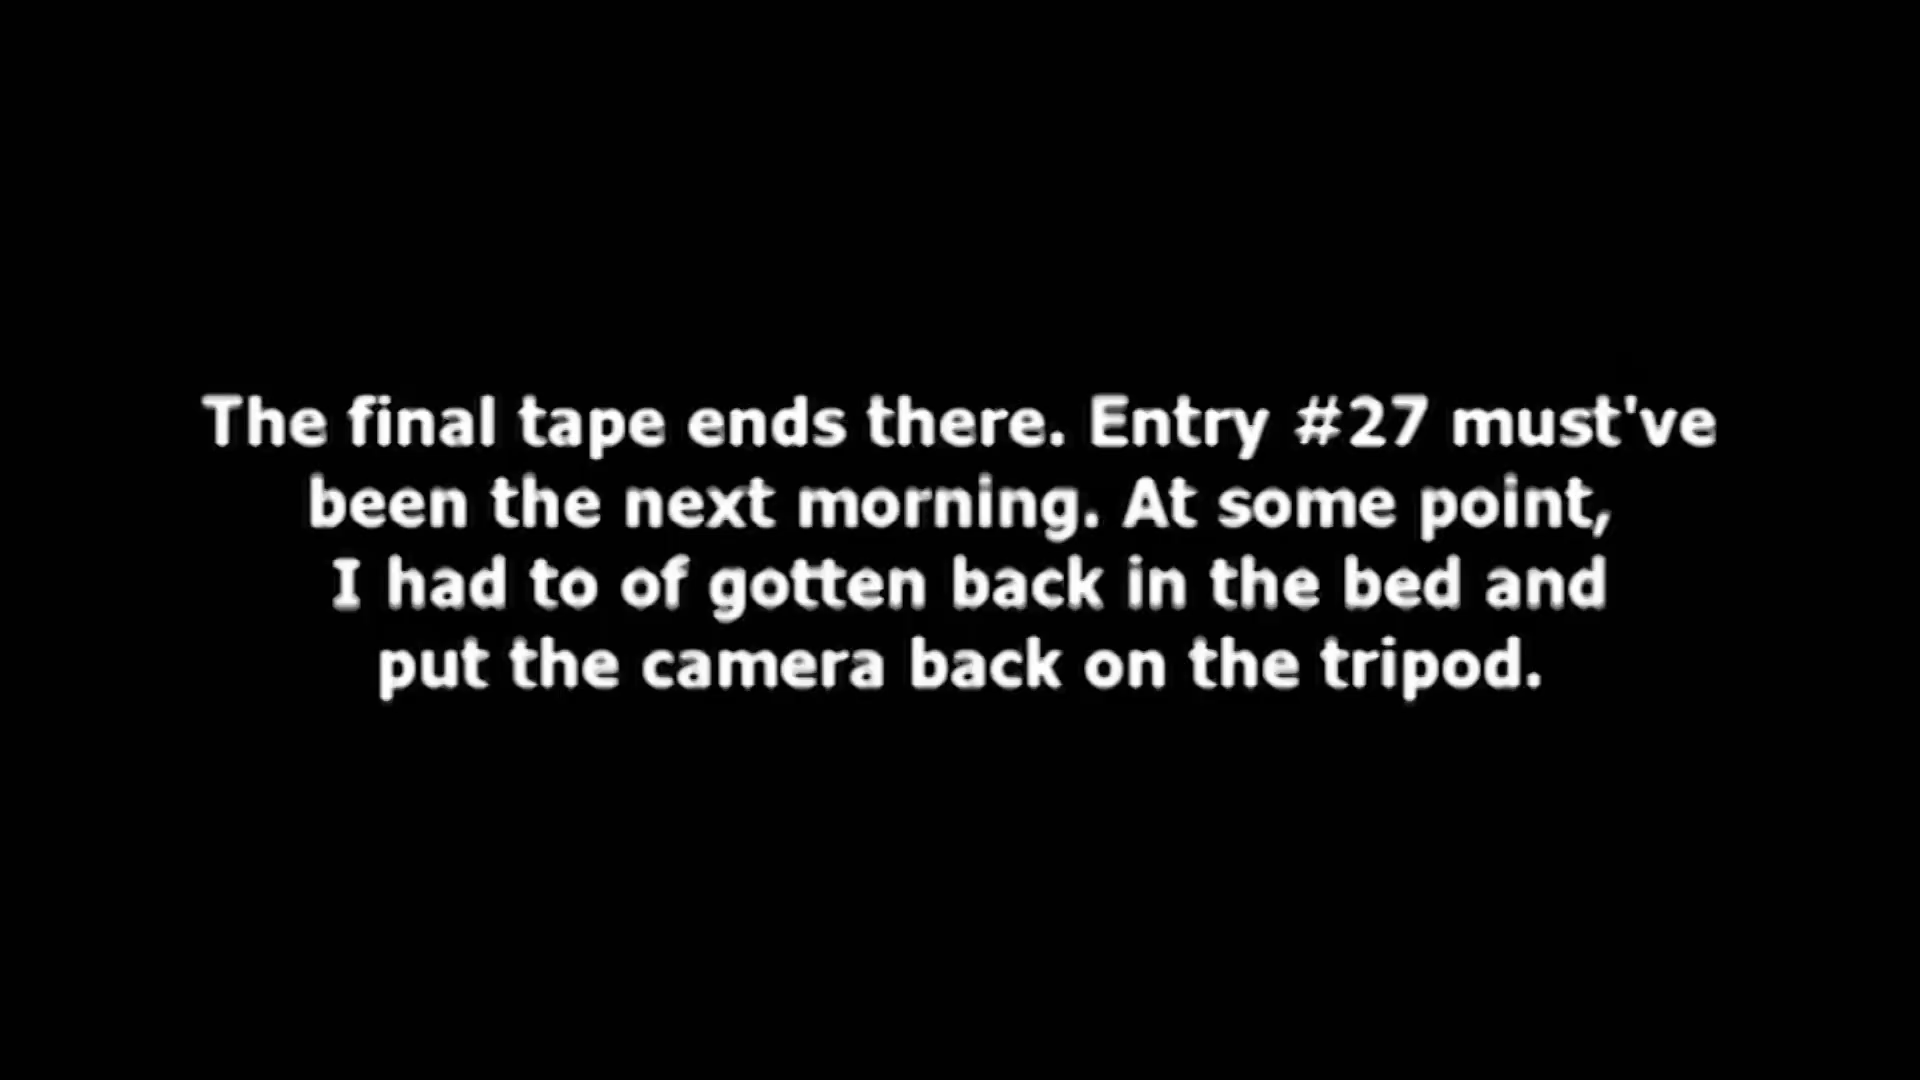 The final tape ends there. Entry #27 must've
been the next morning. At some point,
I had to of gotten back in the bed and
put the camera back on the tripod.